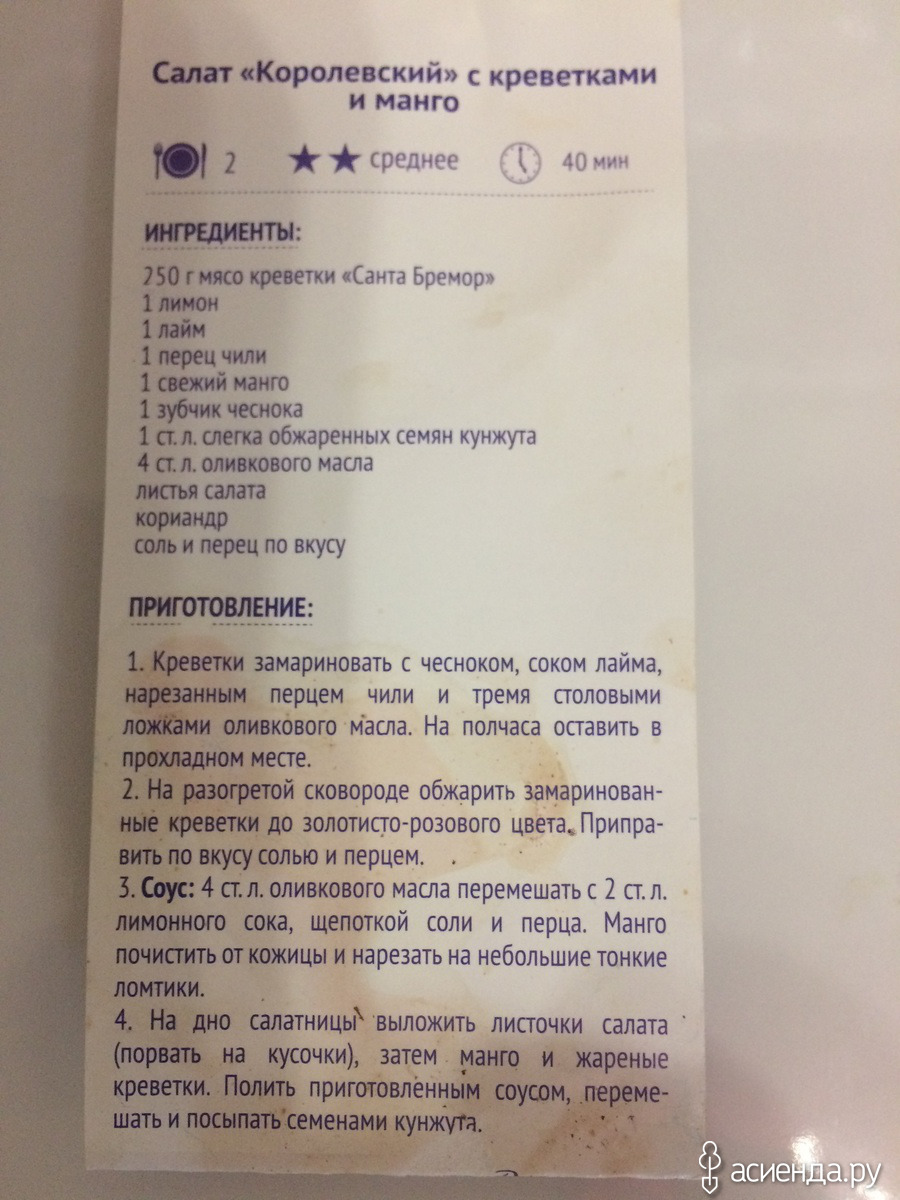 Салат «Королевский» с креветками
и манго
2 среднее 40 мин
ИНГРЕДИЕНТЫ:
250 г мясо креветки «Санта Бремор»
1 лимон
1 лайм
1 перец чили
1 свежий манго
1 зубчик чеснока
1 ст. л. слегка обжаренных семян кунжута
4 ст. л. оливкового масла
листья салата
кориандр
соль и перец по вкусу
ПРИГОТОВЛЕНИЕ:
1. Креветки замариновать с чесноком, соком лайма,
нарезанным перцем чили и тремя столовыми
ложками оливкового масла. На полчаса оставить в
прохладном месте.
2. На разогретой сковороде обжарить замаринован-
ные креветки до золотисто-розового цвета. Припра-
вить по вкусу солью и перцем.
3. Соус: 4 ст. л. оливкового масла перемешать с 2 ст. л.
лимонного сока, щепоткой соли и перца. Манго
почистить от кожицы и нарезать на небольшие тонкие
ломтики.
4. На дно салатницы выложить листочки салата
(порвать на кусочки), затем манго и жареные
креветки. Полить приготовленным соусом, переме-
шать и посыпать семенами кунжута.
асиенда.ру